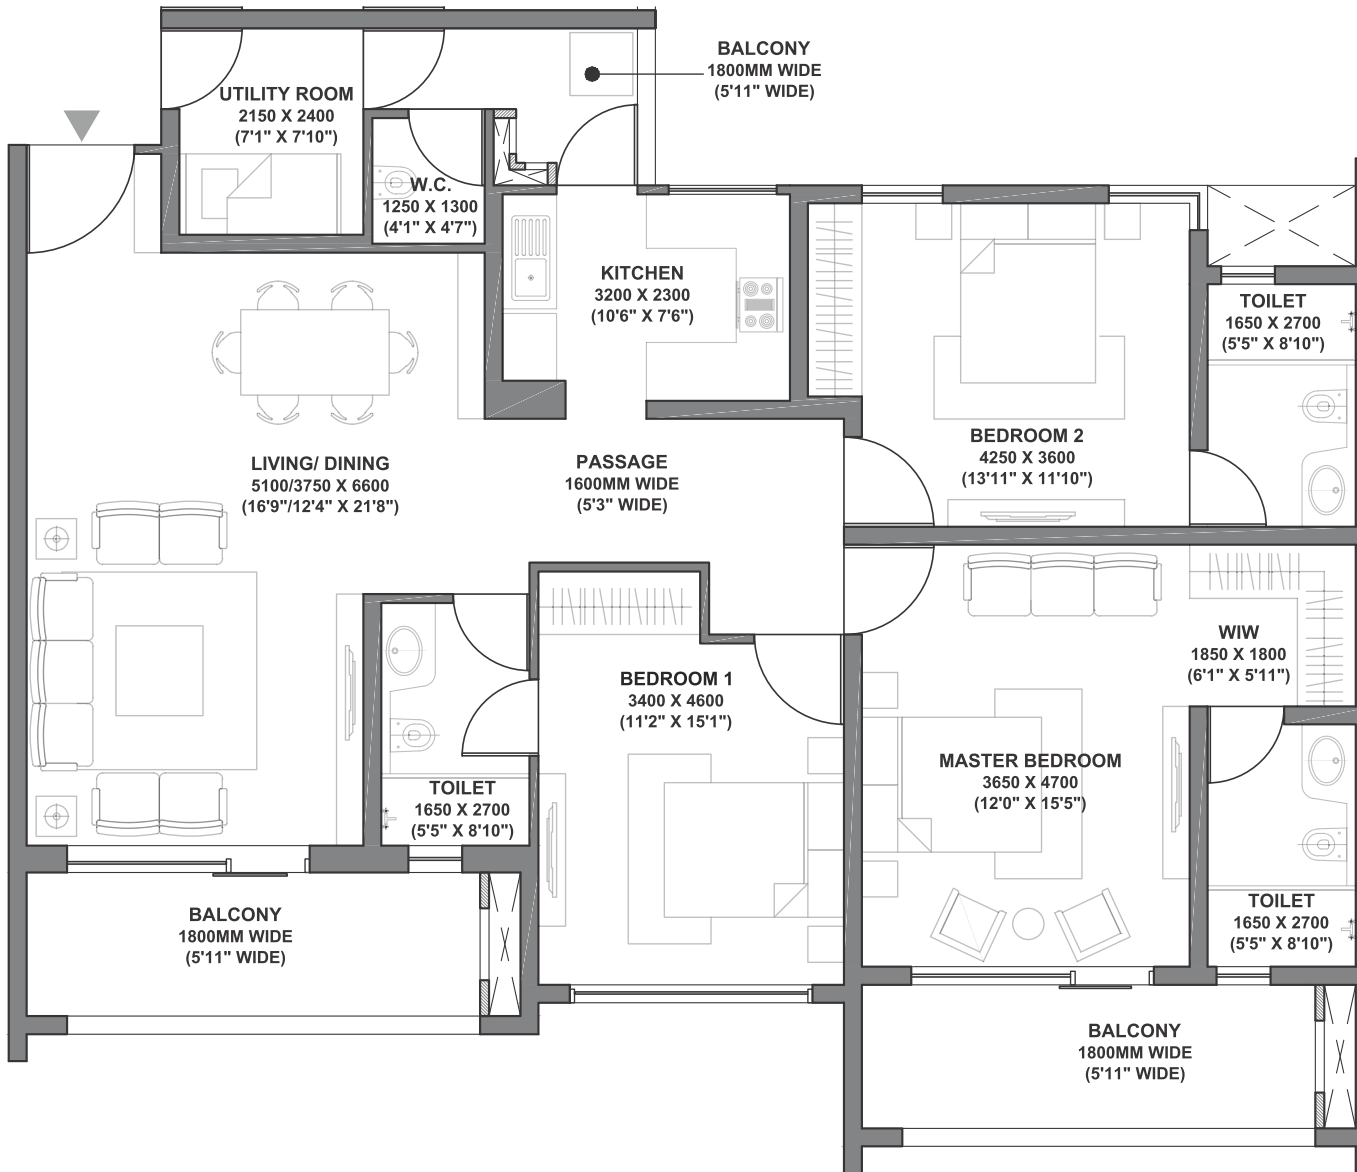 BALCONY
1800MM WIDE
(5'11" WIDE)
UTILITY ROOM
2150 X 2400
(7'1" X 7'10")
W.C.
1250 X 1300
(4'1" X 4'7")
KITCHEN
3200 X 2300
(10'6" X 7'6")
TOILET
1650 X 2700
(5'5" X 8'10")
BEDROOM 2
4250 X 3600
(13'11" X 11'10")
LIVING/ DINING
5100/3750 X 6600
(16'9"/12'4" X 21'8")
PASSAGE
1600MM WIDE
(5'3" WIDE)
WIW
1850 X 1800
(6'1" X 5'11")
BEDROOM 1
3400 X 4600
(11'2" X 15'1")
MASTER BEDROOM
3650 X 4700
(12'0" X 15'5")
TOILET
1650 X 2700
(5'5" X 8'10")
BALCONY
1800MM WIDE
(5'11" WIDE)
TOILET
1650 X 2700
(5'5" X 8'10")
BALCONY
1800MM WIDE
(5'11" WIDE)